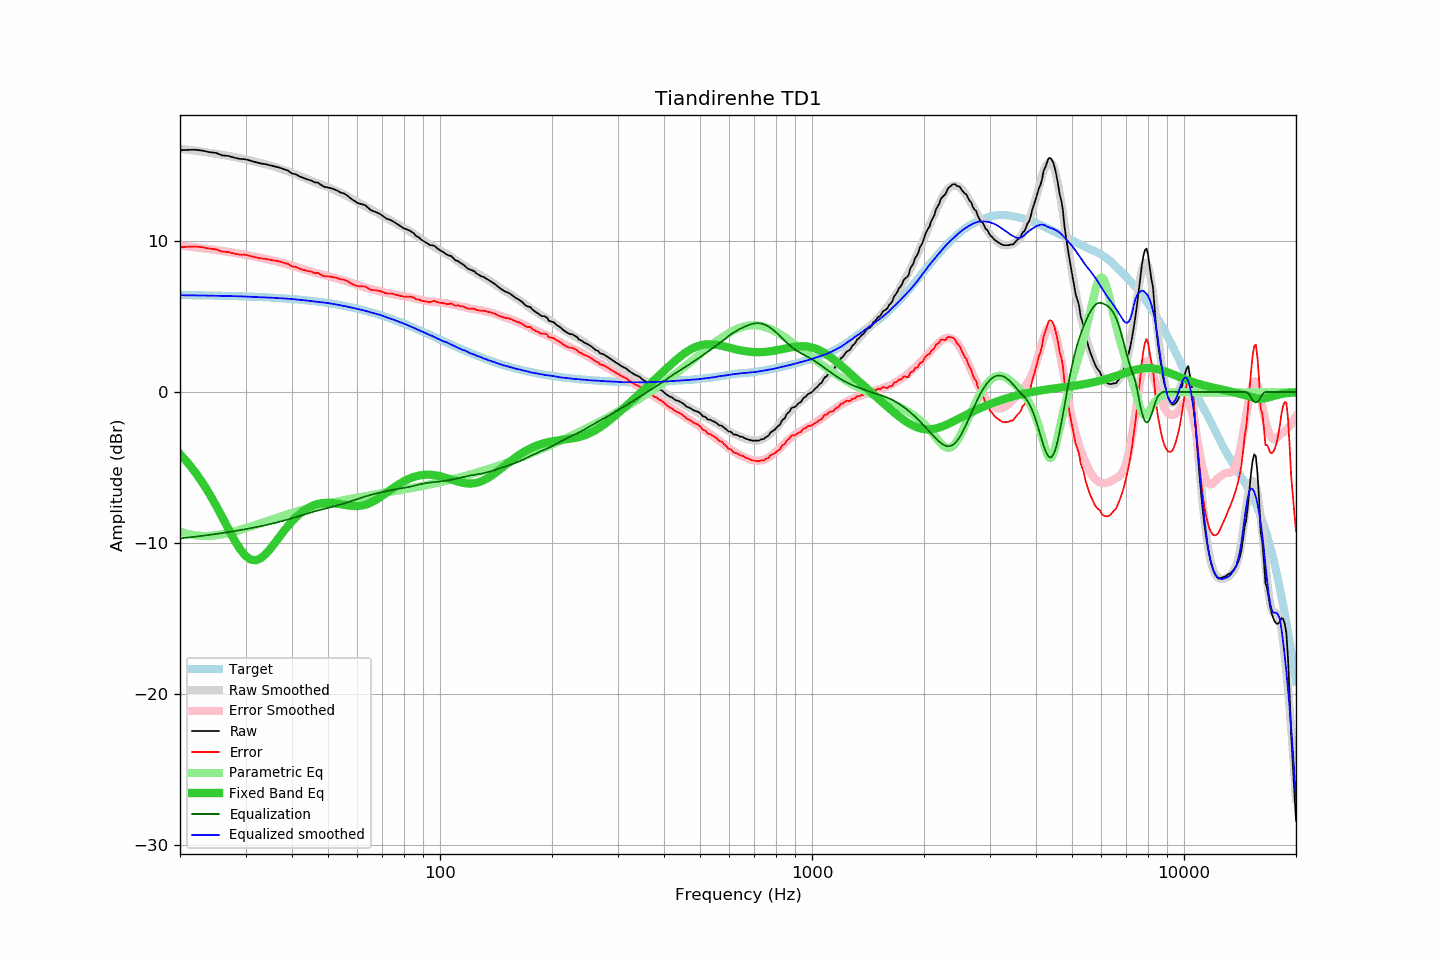 Tiandirenhe TD1
Amplitude (dBr)
10
0
−10
−20
−30
Target
Raw Smoothed
Error Smoothed
Raw
Error
Parametric Eq
Fixed Band Eq
Equalization
Equalized smoothed
100
1000
10000
Frequency (Hz)